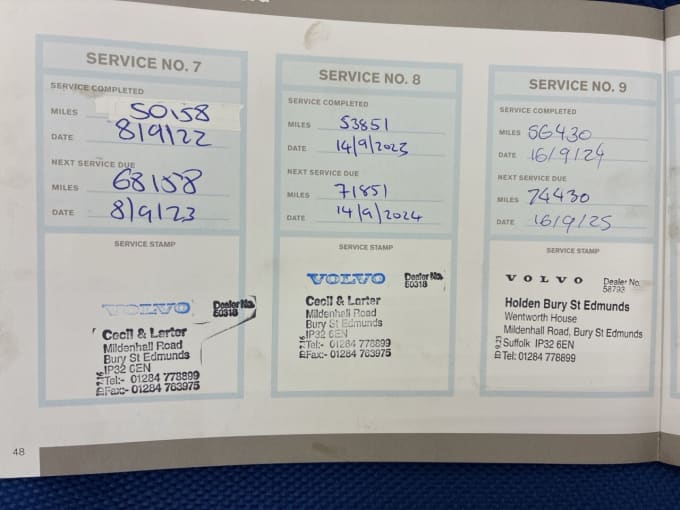 SERVICE NO. 7
SERVICE COMPLETED
MILES 50158
DATE 8/9/22
NEXT SERVICE DUE
MILES 68158
DATE 8/9/23
SERVICE STAMP
VOLVO Dealer No. 50318
Cecil & Larter
Mildenhall Road
Bury St Edmunds
IP32 6EN
Tel:- 01284 778899
Fax:- 01284 763975
SERVICE NO. 8
SERVICE COMPLETED
MILES 53851
DATE 14/9/2023
NEXT SERVICE DUE
MILES 71851
DATE 14/9/2024
SERVICE STAMP
VOLVO Dealer No. 50318
Cecil & Larter
Mildenhall Road
Bury St Edmunds
IP32 6EN
Tel:- 01284 778899
Fax:- 01284 763975
SERVICE NO. 9
SERVICE COMPLETED
MILES 56430
DATE 16/9/24
NEXT SERVICE DUE
MILES 74430
DATE 16/9/25
SERVICE STAMP
VOLVO Dealer No. 58793
Holden Bury St Edmunds
Wentworth House
Mildenhall Road, Bury St Edmunds
Suffolk IP32 6EN
Tel: 01284 778899
48